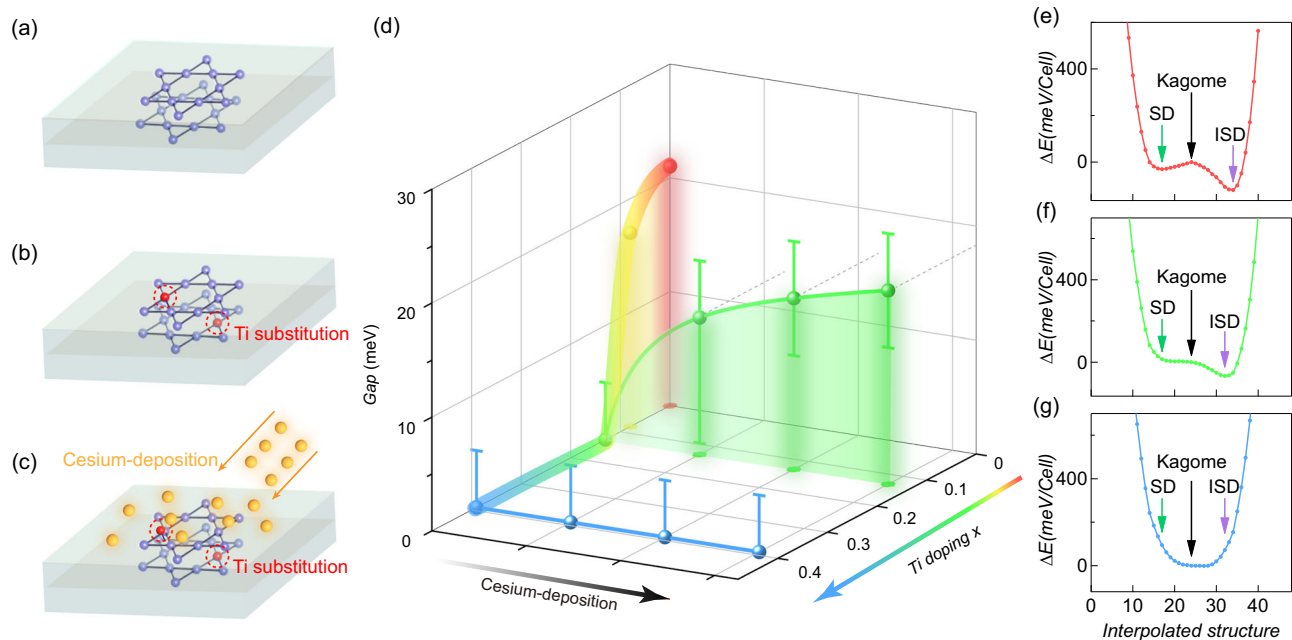 (a)
(b)
Ti substitution
(c)
Cesium-deposition
Ti substitution
(d)
30
20
10
0
Gap (meV)
Cesium-deposition
0
0.1
0.2
0.3
0.4
Ti doping x
(e)
400
0
ΔE(meV/Cell)
Kagome
SD
ISD
(f)
400
0
ΔE(meV/Cell)
Kagome
SD
ISD
(g)
400
0
ΔE(meV/Cell)
Kagome
SD
ISD
0 10 20 30 40
Interpolated structure